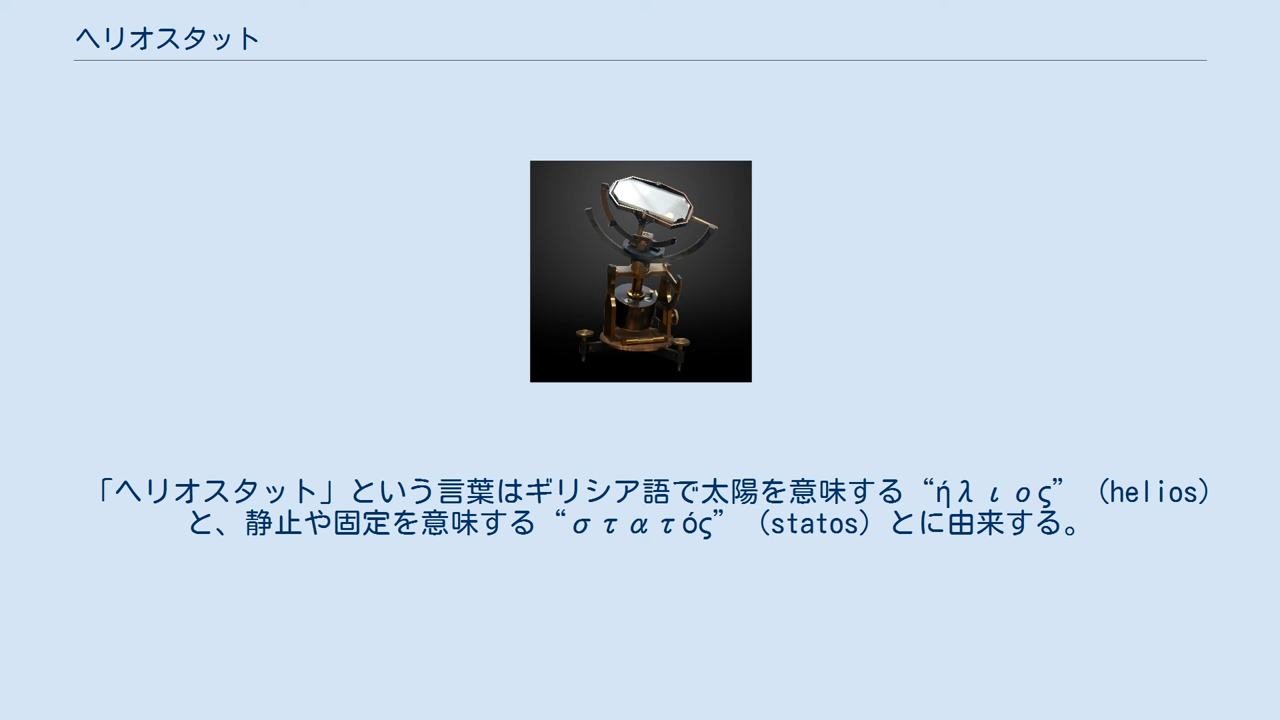 ヘリオスタット
「ヘリオスタット」という言葉はギリシア語で太陽を意味する“ήλιος”（helios）
と、静止や固定を意味する“στατός”（statos）とに由来する。